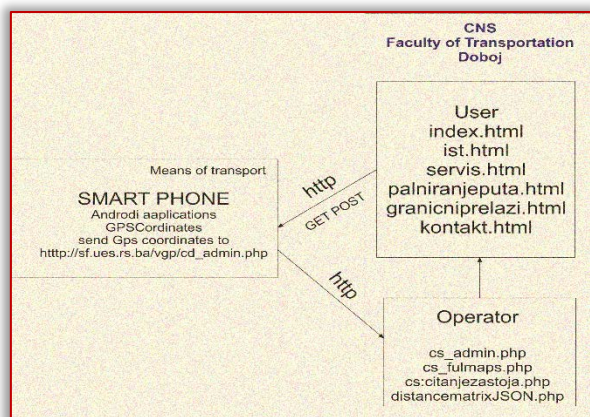 CNS
Faculty of Transportation
Doboj
User
index.html
ist.html
servis.html
palniranjeputa.html
granicniprelazi.html
kontakt.html
http
GET POST
Means of transport
SMART PHONE
Androdi aaplications
GPSCordinates
send Gps coordinates to
htttp://sf.ues.rs.ba/vgp/cd_admin.php
http
Operator
cs_admin.php
cs_fulmaps.php
cs:citanjezastoja.php
distancematrixJSON.php